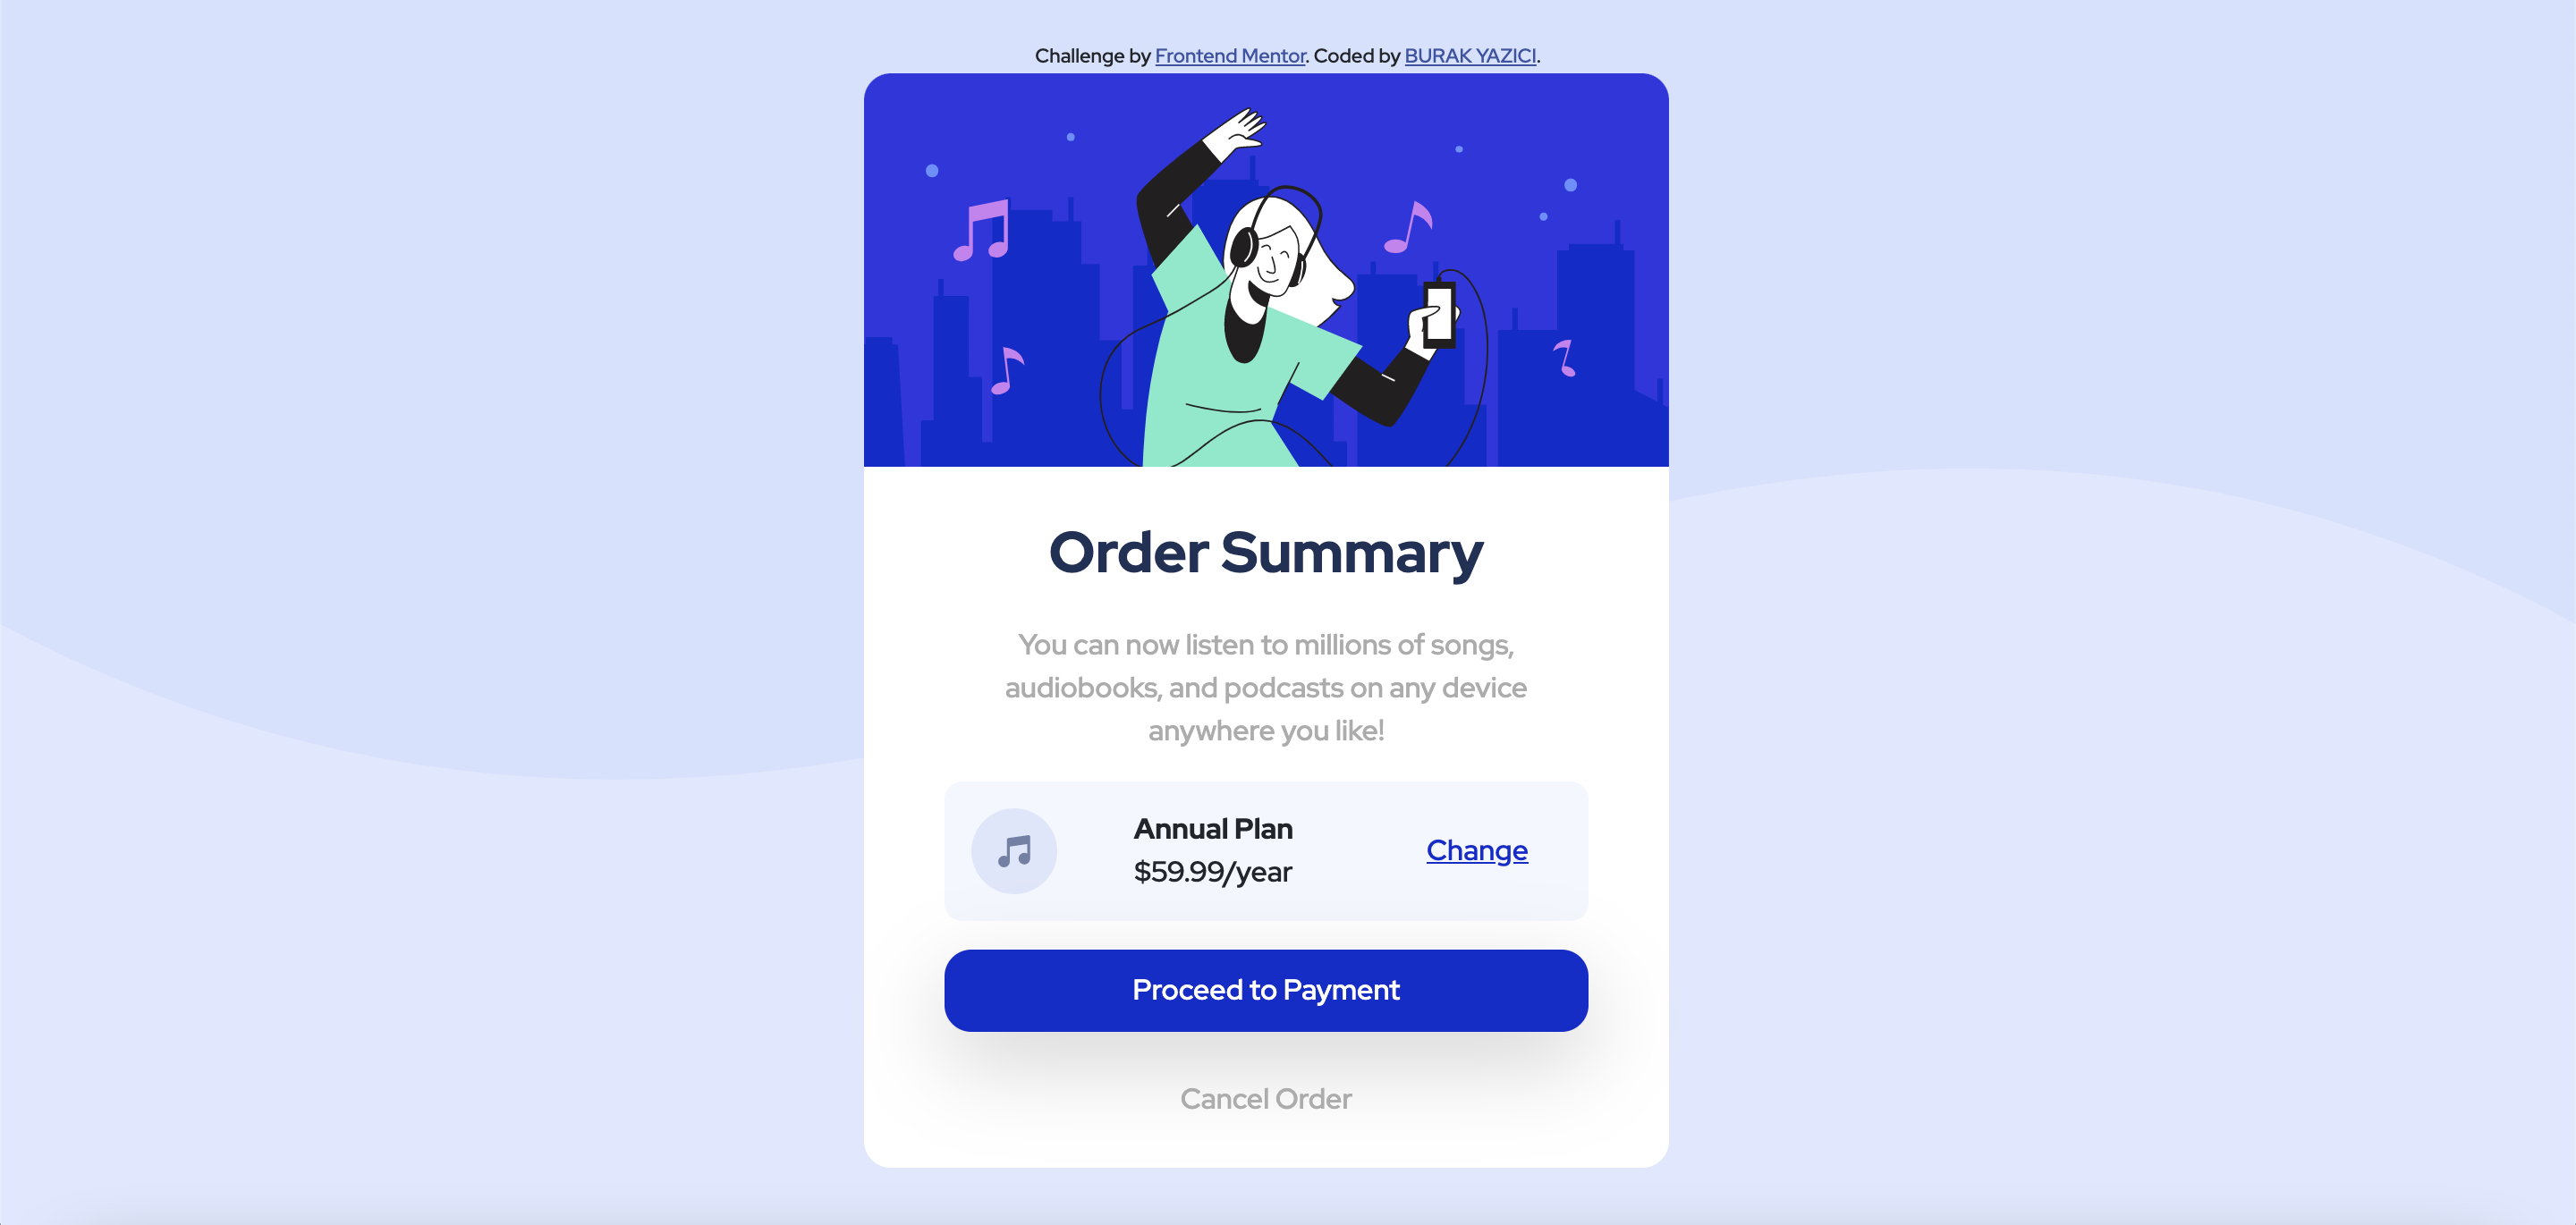 Challenge by Frontend Mentor. Coded by BURAK YAZICI.
Order Summary
You can now listen to millions of songs,
audiobooks, and podcasts on any device
anywhere you like!
Annual Plan
$59.99/year
Change
Proceed to Payment
Cancel Order